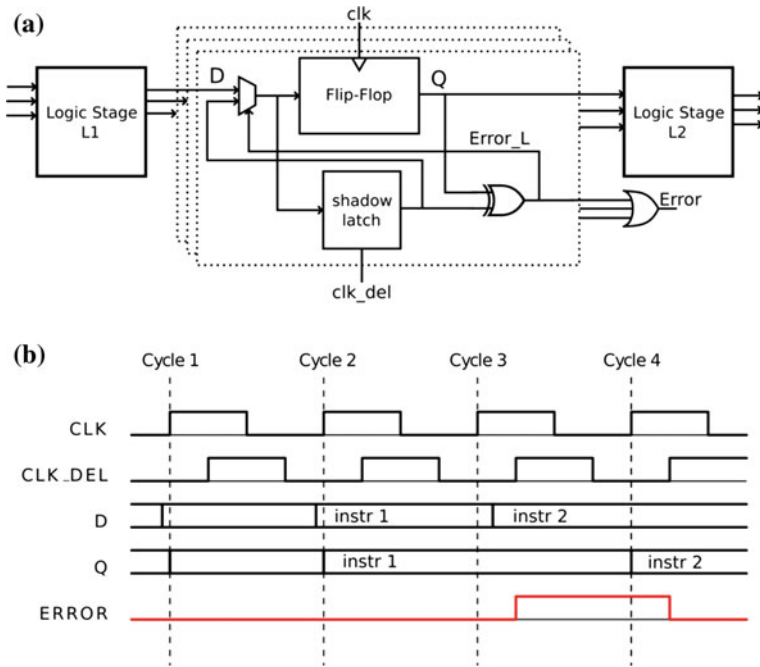 (a)
clk
D
Q
Flip-Flop
Logic Stage
L1
Logic Stage
L2
Error_L
shadow
latch
Error
clk_del
(b)
Cycle 1 Cycle 2 Cycle 3 Cycle 4
CLK
CLK_DEL
D instr 1 instr 2
Q instr 1 instr 2
ERROR